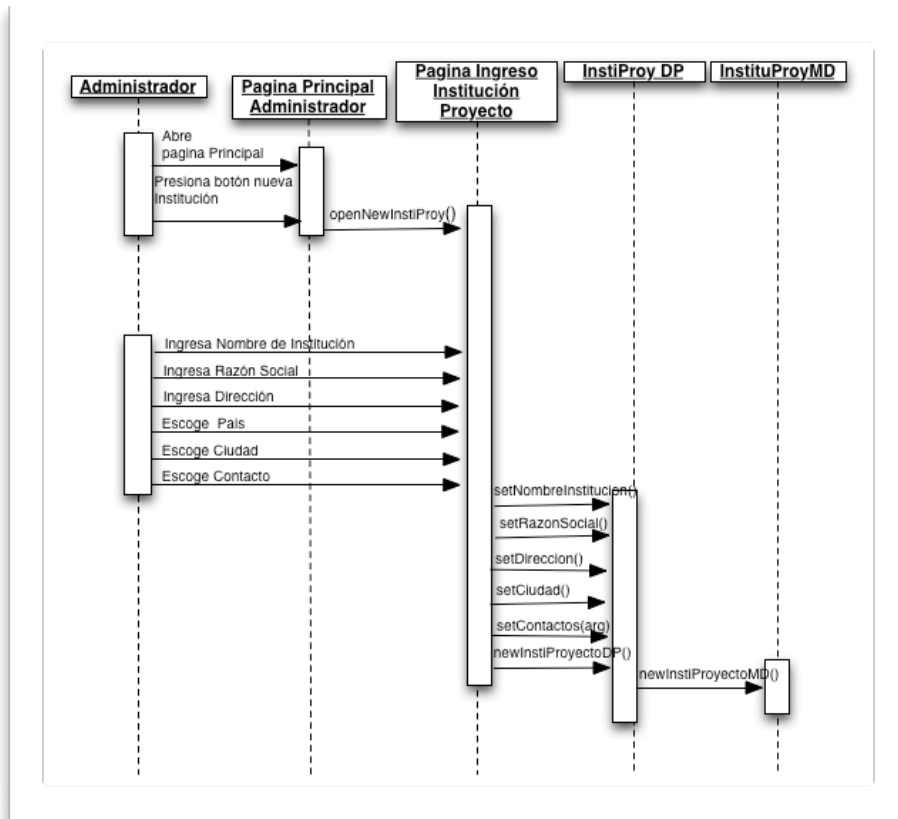 Administrador
Pagina Principal
Administrador
Pagina Ingreso
Institución
Proyecto
InstiProy DP
InstituProyMD
Abre
pagina Principal
Presiona botón nueva
Institución
openNewInstiProy()
Ingresa Nombre de Institución
Ingresa Razón Social
Ingresa Dirección
Escoge Pais
Escoge Ciudad
Escoge Contacto
setNombreInstitucion()
setRazonSocial()
setDireccion()
setCiudad()
setContactos(arg)
newInstiProyectoDP()
newInstiProyectoMD()